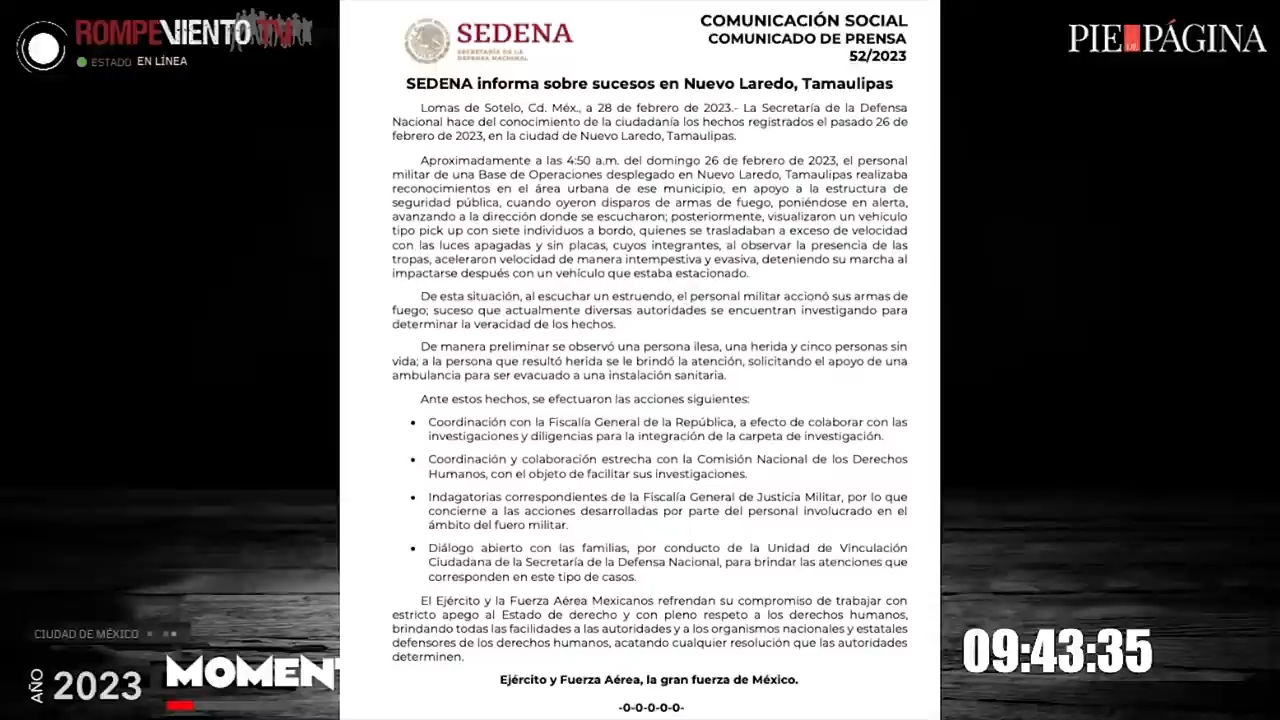 ROMPEVIENTO TV
ESTADO EN LÍNEA
SEDENA
SECRETARÍA DE LA
DEFENSA NACIONAL
COMUNICACIÓN SOCIAL
COMUNICADO DE PRENSA
52/2023
PIE DE PÁGINA
SEDENA informa sobre sucesos en Nuevo Laredo, Tamaulipas
Lomas de Sotelo, Cd. Méx., a 28 de febrero de 2023.- La Secretaría de la Defensa
Nacional hace del conocimiento de la ciudadanía los hechos registrados el pasado 26 de
febrero de 2023, en la ciudad de Nuevo Laredo, Tamaulipas.
Aproximadamente a las 4:50 a.m. del domingo 26 de febrero de 2023, el personal
militar de una Base de Operaciones desplegado en Nuevo Laredo, Tamaulipas realizaba
reconocimientos en el área urbana de ese municipio, en apoyo a la estructura de
seguridad pública, cuando oyeron disparos de armas de fuego, poniéndose en alerta,
avanzando a la dirección donde se escucharon; posteriormente, visualizaron un vehículo
tipo pick up con siete individuos a bordo, quienes se trasladaban a exceso de velocidad
con las luces apagadas y sin placas, cuyos integrantes, al observar la presencia de las
tropas, aceleraron velocidad de manera intempestiva y evasiva, deteniendo su marcha al
impactarse después con un vehículo que estaba estacionado.
De esta situación, al escuchar un estruendo, el personal militar accionó sus armas de
fuego; suceso que actualmente diversas autoridades se encuentran investigando para
determinar la veracidad de los hechos.
De manera preliminar se observó una persona ilesa, una herida y cinco personas sin
vida; a la persona que resultó herida se le brindó la atención, solicitando el apoyo de una
ambulancia para ser evacuado a una instalación sanitaria.
Ante estos hechos, se efectuaron las acciones siguientes:
• Coordinación con la Fiscalía General de la República, a efecto de colaborar con las
investigaciones y diligencias para la integración de la carpeta de investigación.
• Coordinación y colaboración estrecha con la Comisión Nacional de los Derechos
Humanos, con el objeto de facilitar sus investigaciones.
• Indagatorias correspondientes de la Fiscalía General de Justicia Militar, por lo que
concierne a las acciones desarrolladas por parte del personal involucrado en el
ámbito del fuero militar.
• Diálogo abierto con las familias, por conducto de la Unidad de Vinculación
Ciudadana de la Secretaría de la Defensa Nacional, para brindar las atenciones que
corresponden en este tipo de casos.
El Ejército y la Fuerza Aérea Mexicanos refrendan su compromiso de trabajar con
estricto apego al Estado de derecho y con pleno respeto a los derechos humanos,
brindando todas las facilidades a las autoridades y a los organismos nacionales y estatales
defensores de los derechos humanos, acatando cualquier resolución que las autoridades
determinen.
Ejército y Fuerza Aérea, la gran fuerza de México.
-0-0-0-0-0-
CIUDAD DE MÉXICO
AÑO 2023
MOMEN
09:43:35